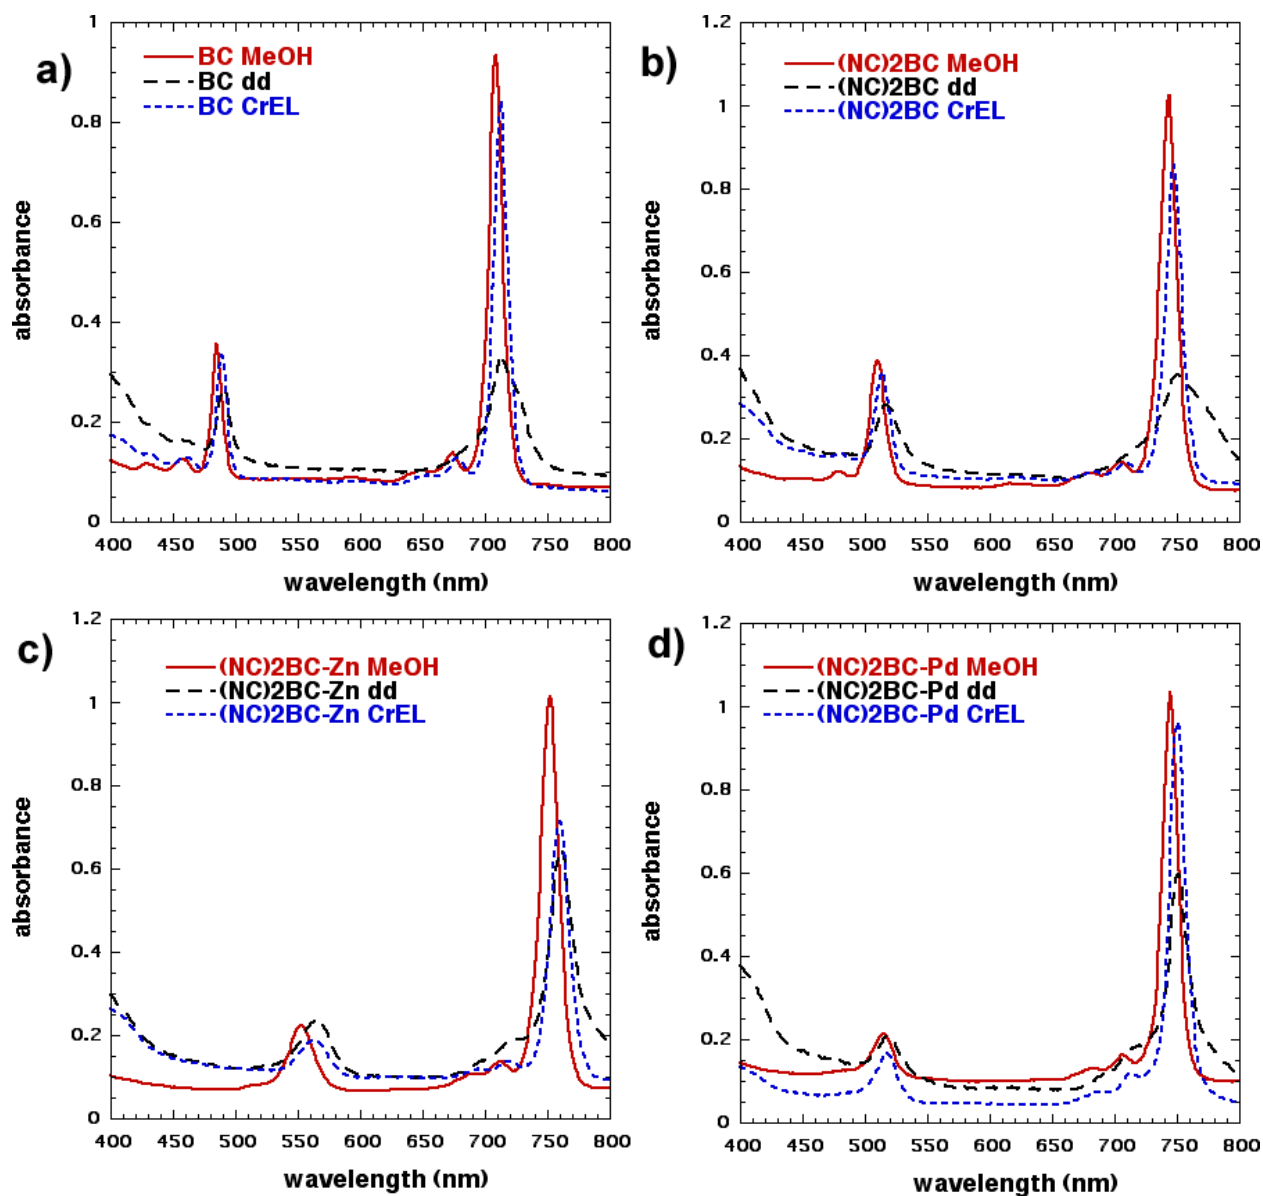 a)
BC MeOH
BC dd
BC CrEL
absorbance
1
0.8
0.6
0.4
0.2
0
400 450 500 550 600 650 700 750 800
wavelength (nm)
b)
(NC)2BC MeOH
(NC)2BC dd
(NC)2BC CrEL
absorbance
1.2
1
0.8
0.6
0.4
0.2
0
400 450 500 550 600 650 700 750 800
wavelength (nm)
c)
(NC)2BC-Zn MeOH
(NC)2BC-Zn dd
(NC)2BC-Zn CrEL
absorbance
1.2
1
0.8
0.6
0.4
0.2
0
400 450 500 550 600 650 700 750 800
wavelength (nm)
d)
(NC)2BC-Pd MeOH
(NC)2BC-Pd dd
(NC)2BC-Pd CrEL
absorbance
1.2
1
0.8
0.6
0.4
0.2
0
400 450 500 550 600 650 700 750 800
wavelength (nm)